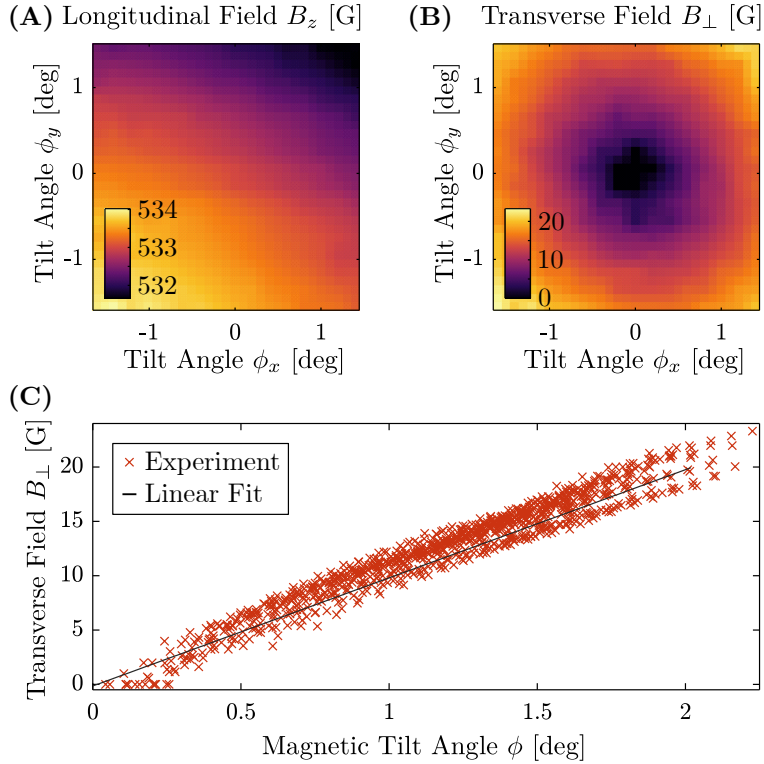 (A) Longitudinal Field B_z [G]
(B) Transverse Field B_⊥ [G]
Tilt Angle ϕ_y [deg]
1
0
-1
534
533
532
-1 0 1
Tilt Angle ϕ_x [deg]
Tilt Angle ϕ_y [deg]
1
0
-1
20
10
0
-1 0 1
Tilt Angle ϕ_x [deg]
(C)
Transverse Field B_⊥ [G]
20
15
10
5
0
Experiment
Linear Fit
0 0.5 1 1.5 2
Magnetic Tilt Angle ϕ [deg]